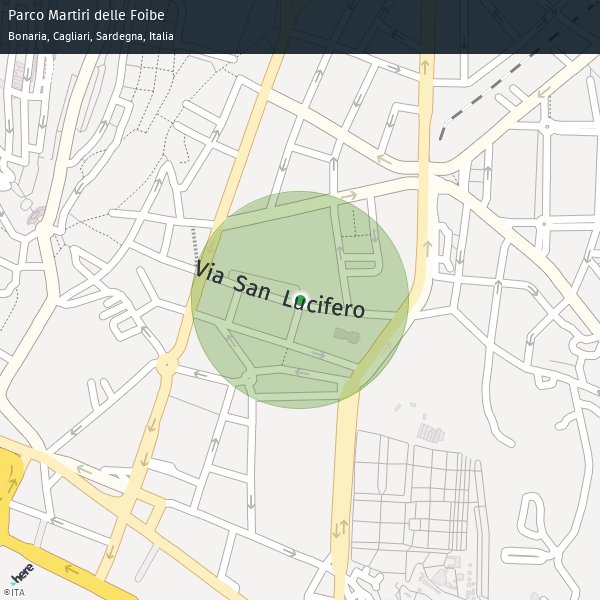 Parco Martiri delle Foibe
Bonaria, Cagliari, Sardegna, Italia
Via San Lucifero
here
©ITA